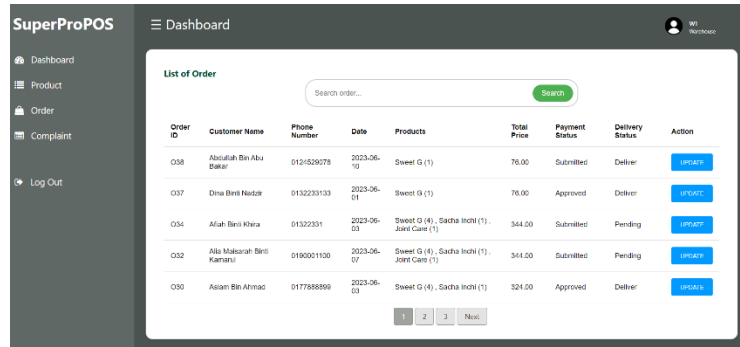 SuperProPOS
☰ Dashboard
W1
Warehouse
Dashboard
Product
Order
Complaint
Log Out
List of Order
Search order...
Search
Order ID Customer Name Phone Number Date Products Total Price Payment Status Delivery Status Action
O38 Abdullah Bin Abu Bakar 0124529078 2023-06-10 Sweet G (1) 76.00 Submitted Deliver UPDATE
O37 Dina Binti Nadzir 0132233133 2023-06-01 Sweet G (1) 76.00 Approved Deliver UPDATE
O34 Afiah Binti Khira 01322331 2023-06-03 Sweet G (4) , Sacha Inchi (1) , Joint Care (1) 344.00 Submitted Pending UPDATE
O32 Alia Maisarah Binti Kamarul 0190001100 2023-06-07 Sweet G (4) , Sacha Inchi (1) , Joint Care (1) 344.00 Submitted Pending UPDATE
O30 Aslam Bin Ahmad 0177888899 2023-06-03 Sweet G (4) , Sacha Inchi (1) 324.00 Approved Deliver UPDATE
1 2 3 Next